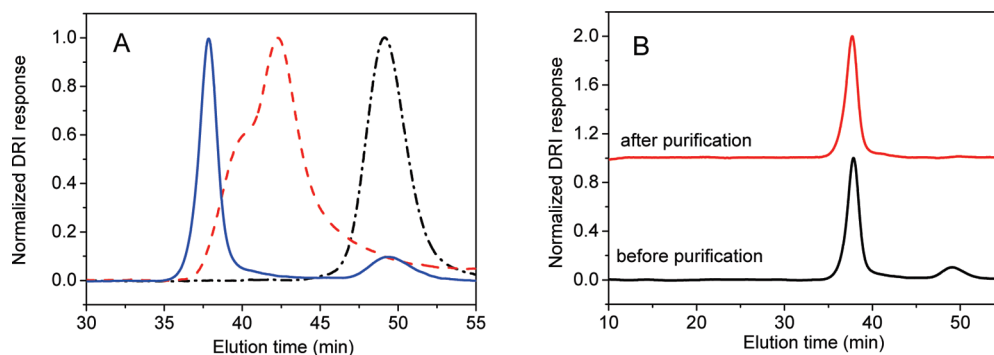 A
Normalized DRI response
1.0
0.8
0.6
0.4
0.2
0.0
30 35 40 45 50 55
Elution time (min)
B
Normalized DRI response
2.0
1.6
1.2
0.8
0.4
0.0
after purification
before purification
10 20 30 40 50
Elution time (min)